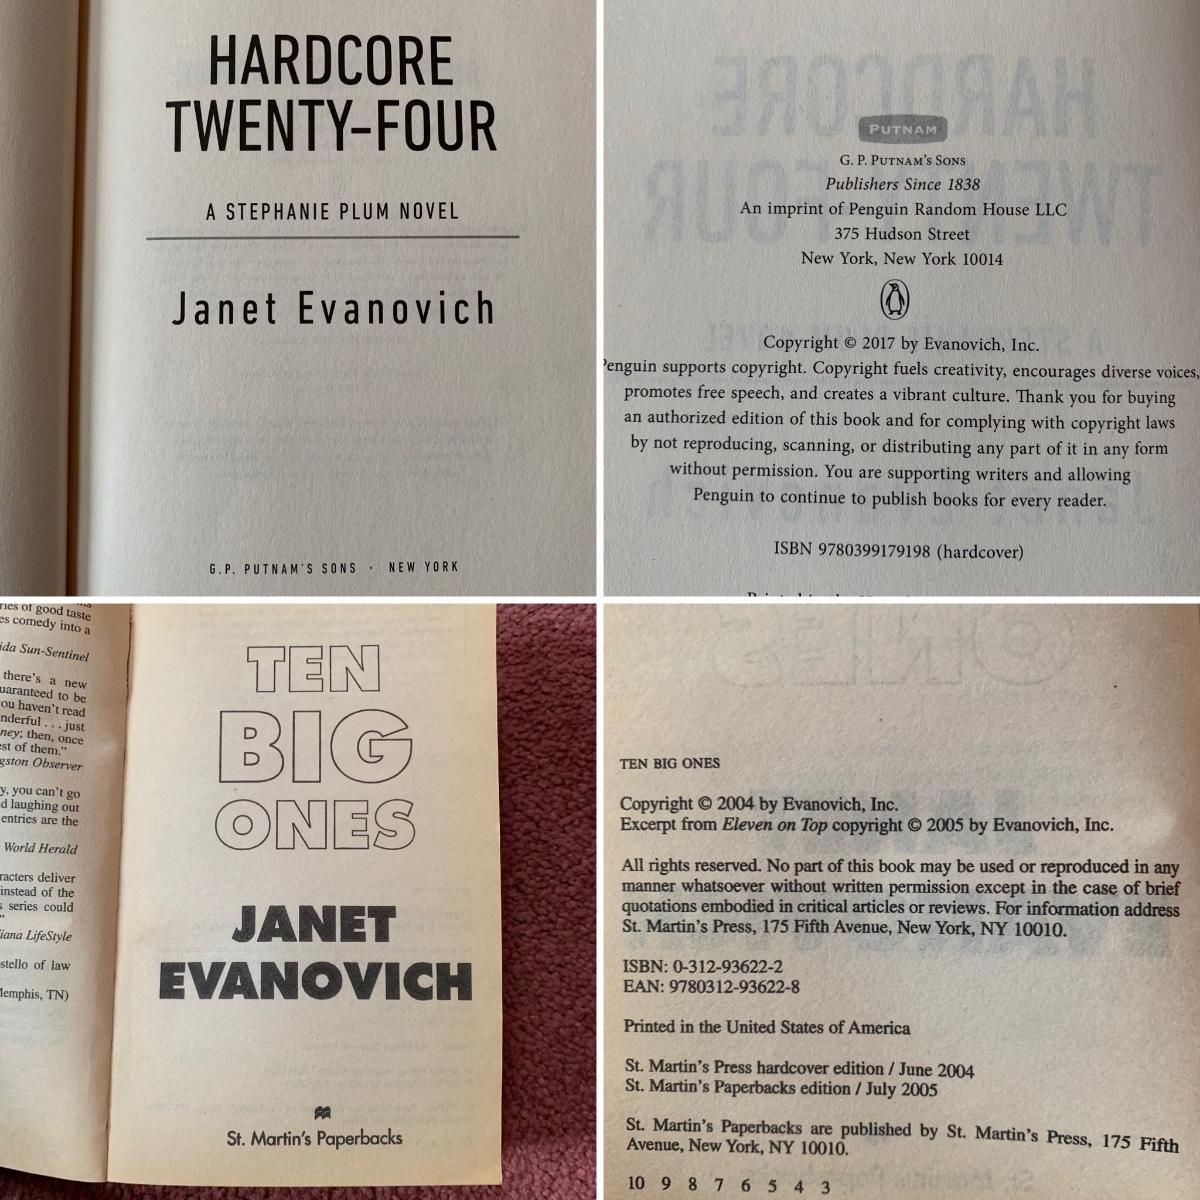 HARDCORE
TWENTY-FOUR
A STEPHANIE PLUM NOVEL
Janet Evanovich
G.P. PUTNAM'S SONS · NEW YORK
PUTNAM
G. P. PUTNAM'S SONS
Publishers Since 1838
An imprint of Penguin Random House LLC
375 Hudson Street
New York, New York 10014
Copyright © 2017 by Evanovich, Inc.
Penguin supports copyright. Copyright fuels creativity, encourages diverse voices,
promotes free speech, and creates a vibrant culture. Thank you for buying
an authorized edition of this book and for complying with copyright laws
by not reproducing, scanning, or distributing any part of it in any form
without permission. You are supporting writers and allowing
Penguin to continue to publish books for every reader.
ISBN 9780399179198 (hardcover)
ries of good taste
es comedy into a
ida Sun-Sentinel
there's a new
uaranteed to be
ou haven't read
nderful . . . just
ney; then, once
est of them."
gston Observer
y, you can't go
d laughing out
entries are the
World Herald
racters deliver
instead of the
s series could
"
iana LifeStyle
stello of law
Memphis, TN)
TEN
BIG
ONES
JANET
EVANOVICH
St. Martin's Paperbacks
TEN BIG ONES
Copyright © 2004 by Evanovich, Inc.
Excerpt from Eleven on Top copyright © 2005 by Evanovich, Inc.
All rights reserved. No part of this book may be used or reproduced in any
manner whatsoever without written permission except in the case of brief
quotations embodied in critical articles or reviews. For information address
St. Martin's Press, 175 Fifth Avenue, New York, NY 10010.
ISBN: 0-312-93622-2
EAN: 9780312-93622-8
Printed in the United States of America
St. Martin's Press hardcover edition / June 2004
St. Martin's Paperbacks edition / July 2005
St. Martin's Paperbacks are published by St. Martin's Press, 175 Fifth
Avenue, New York, NY 10010.
10 9 8 7 6 5 4 3